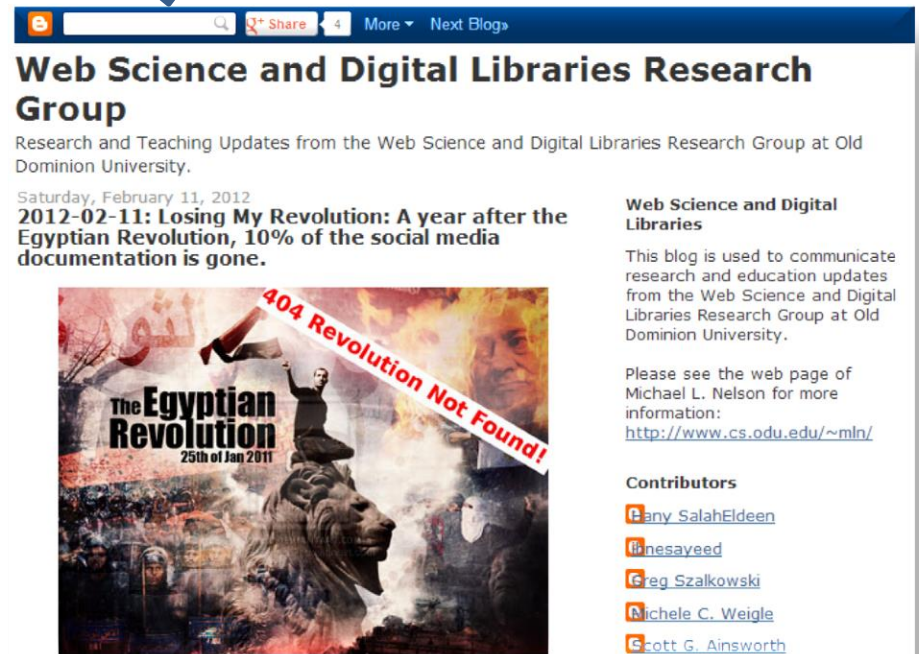 Share 4 More Next Blog»
Web Science and Digital Libraries Research
Group
Research and Teaching Updates from the Web Science and Digital Libraries Research Group at Old
Dominion University.
Saturday, February 11, 2012
2012-02-11: Losing My Revolution: A year after the
Egyptian Revolution, 10% of the social media
documentation is gone.
404 Revolution Not Found!
The Egyptian
Revolution
25th of Jan 2011
Web Science and Digital
Libraries
This blog is used to communicate
research and education updates
from the Web Science and Digital
Libraries Research Group at Old
Dominion University.
Please see the web page of
Michael L. Nelson for more
information:
http://www.cs.odu.edu/~mln/
Contributors
Hany SalahEldeen
ibnesayeed
Greg Szalkowski
Michele C. Weigle
Scott G. Ainsworth